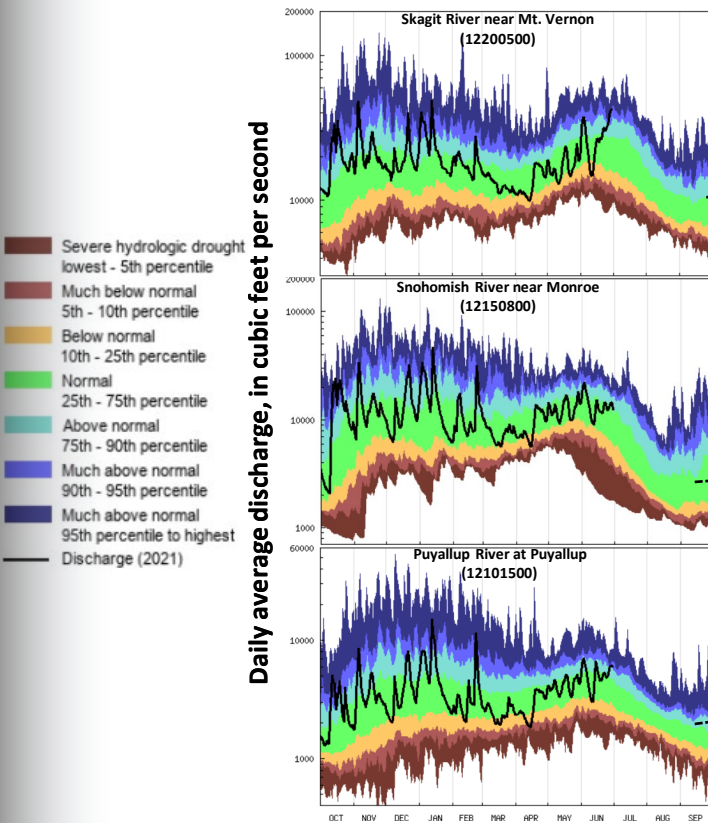 Daily average discharge, in cubic feet per second
Severe hydrologic drought
lowest - 5th percentile
Much below normal
5th - 10th percentile
Below normal
10th - 25th percentile
Normal
25th - 75th percentile
Above normal
75th - 90th percentile
Much above normal
90th - 95th percentile
Much above normal
95th percentile to highest
Discharge (2021)
Skagit River near Mt. Vernon
(12200500)
200000
100000
10000
Snohomish River near Monroe
(12150800)
200000
100000
10000
1000
Puyallup River at Puyallup
(12101500)
60000
10000
1000
OCT NOV DEC JAN FEB MAR APR MAY JUN JUL AUG SEP